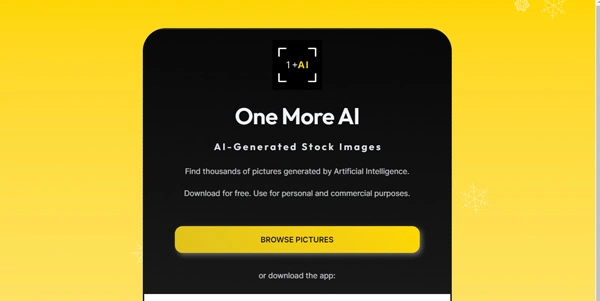 1+AI
One More AI
AI-Generated Stock Images
Find thousands of pictures generated by Artificial Intelligence.
Download for free. Use for personal and commercial purposes.
BROWSE PICTURES
or download the app: